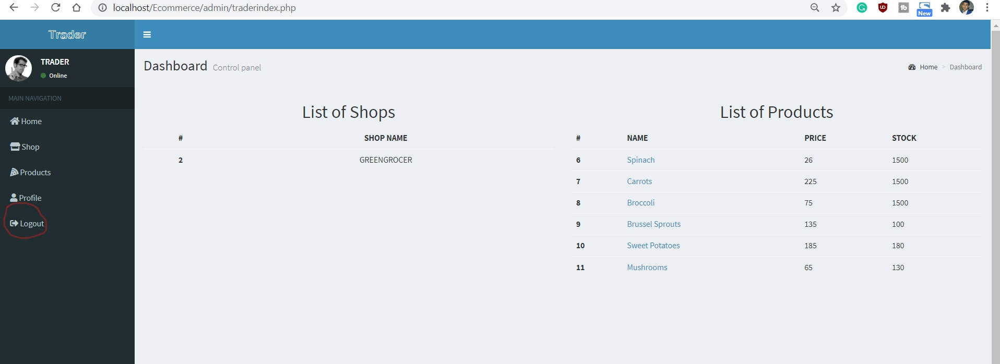 localhost/Ecommerce/admin/traderindex.php
New
Trader
TRADER
Online
MAIN NAVIGATION
Home
Shop
Products
Profile
Logout
Dashboard Control panel
Home > Dashboard
List of Shops
# SHOP NAME
2 GREENGROCER
List of Products
# NAME PRICE STOCK
6 Spinach 26 1500
7 Carrots 225 1500
8 Broccoli 75 1500
9 Brussel Sprouts 135 100
10 Sweet Potatoes 185 180
11 Mushrooms 65 130